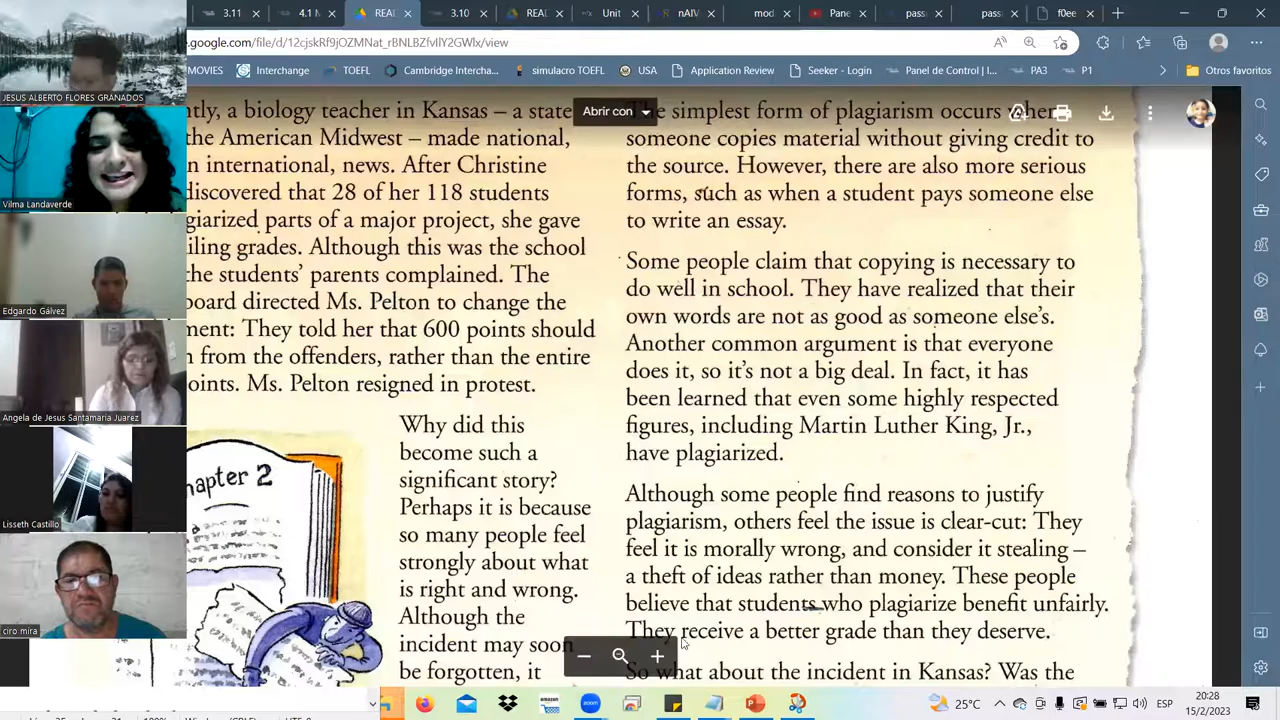 3.11
4.1 N
REAL
3.10
REAL
Unit
nAIV
mod
Pane
pass
pass
f0ee
.google.com/file/d/12cjskRf9jOZMNat_rBNLBZfvIlY2GWlx/view
MOVIES
Interchange
TOEFL
Cambridge Intercha...
simulacro TOEFL
USA
Application Review
Seeker - Login
Panel de Control | I...
PA3
P1
Otros favoritos
JESUS ALBERTO FLORES GRANADOS
Vilma Landaverde
Edgardo Gálvez
Angela de Jesus Santamaria Juarez
Lisseth Castillo
ciro mira
Abrir con
ntly, a biology teacher in Kansas – a state
the American Midwest – made national,
n international, news. After Christine
discovered that 28 of her 118 students
giarized parts of a major project, she gave
iling grades. Although this was the school
the students' parents complained. The
board directed Ms. Pelton to change the
ment: They told her that 600 points should
n from the offenders, rather than the entire
oints. Ms. Pelton resigned in protest.
Why did this
become such a
significant story?
Perhaps it is because
so many people feel
strongly about what
is right and wrong.
Although the
incident may soon
be forgotten, it
hapter 2
The simplest form of plagiarism occurs when
someone copies material without giving credit to
the source. However, there are also more serious
forms, such as when a student pays someone else
to write an essay.
Some people claim that copying is necessary to
do well in school. They have realized that their
own words are not as good as someone else's.
Another common argument is that everyone
does it, so it's not a big deal. In fact, it has
been learned that even some highly respected
figures, including Martin Luther King, Jr.,
have plagiarized.
Although some people find reasons to justify
plagiarism, others feel the issue is clear-cut: They
feel it is morally wrong, and consider it stealing –
a theft of ideas rather than money. These people
believe that students who plagiarize benefit unfairly.
They receive a better grade than they deserve.
So what about the incident in Kansas? Was the
25°C
ESP
20:28
15/2/2023